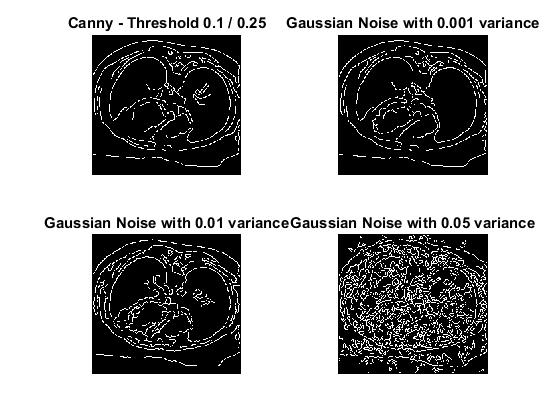 Canny - Threshold 0.1 / 0.25
Gaussian Noise with 0.001 variance
Gaussian Noise with 0.01 variance
Gaussian Noise with 0.05 variance